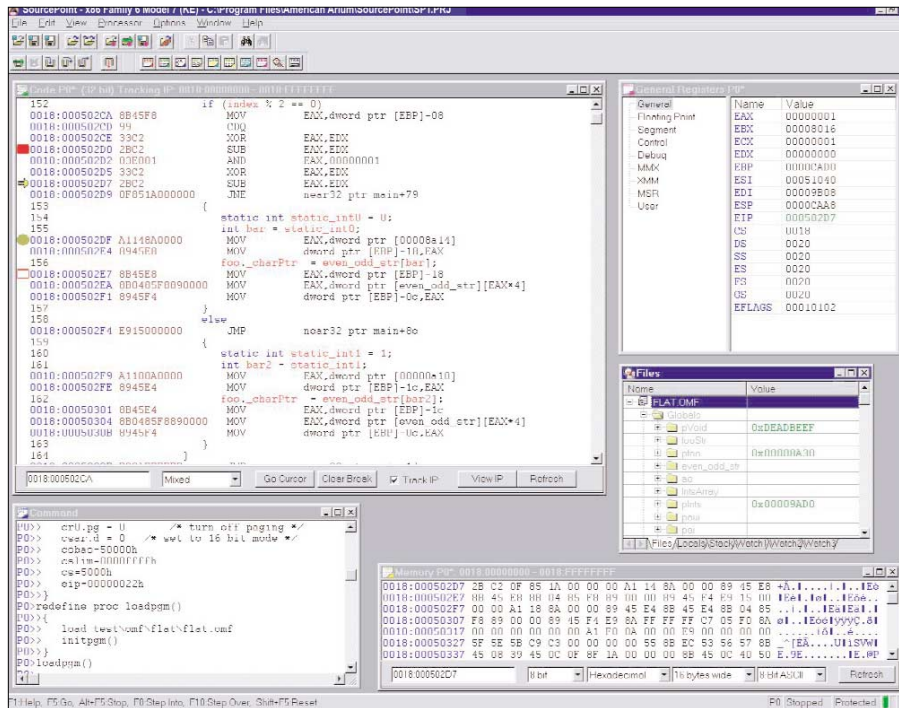 SourcePoint - x86 Family 6 Model 7 (KE) - C:\Program Files\American Arium\SourcePoint\SPT.PRJ
File Edit View Processor Options Window Help
Code P0*: (32 bit) Tracking IP: 0018:00000000 - 0018:FFFFFFFF
152 if (index % 2 == 0)
0018:000502CA 8B45F8 MOV EAX,dword ptr [EBP]-08
0018:000502CD 99 CDQ
0018:000502CE 33C2 XOR EAX,EDX
0018:000502D0 2BC2 SUB EAX,EDX
0018:000502D2 83E001 AND EAX,00000001
0018:000502D5 33C2 XOR EAX,EDX
0018:000502D7 2BC2 SUB EAX,EDX
0018:000502D9 0F851A000000 JNE near32 ptr main+79
153 {
154 static int static_int0 = 0;
155 int bar = static_int0;
0018:000502DF A1148A0000 MOV EAX,dword ptr [00008a14]
0018:000502E4 8945E8 MOV dword ptr [EBP]-18,EAX
156 foo._charPtr = even_odd_str[bar];
0018:000502E7 8B45E8 MOV EAX,dword ptr [EBP]-18
0018:000502EA 8B0485F8890000 MOV EAX,dword ptr [even_odd_str][EAX*4]
0018:000502F1 8945F4 MOV dword ptr [EBP]-0c,EAX
157 }
158 else
0018:000502F4 E915000000 JMP near32 ptr main+8e
159 {
160 static int static_int1 = 1;
161 int bar2 = static_int1;
0018:000502F9 MOV EAX,dword ptr
0018:000502FE 8945E4 MOV dword ptr [EBP]-1c,EAX
162 foo._charPtr = even_odd_str[bar2];
0018:00050301 8B45E4 MOV EAX,dword ptr [EBP]-1c
0018:00050304 8B0485F8890000 MOV EAX,dword ptr [even_odd_str][EAX*4]
0018:0005030B 8945F4 MOV dword ptr [EBP]-0c,EAX
163 }
164 }
0018:000502CA Mixed Go Cursor Clear Break Track IP View IP Refresh
General Registers P0*
General
Floating Point
Segment
Control
Debug
MMX
XMM
MSR
User
Name Value
EAX 00000001
EBX 00008016
ECX 00000001
EDX 00000000
EBP 0000CAD0
ESI 00051040
EDI 00009B08
ESP 0000CAA8
EIP 000502D7
CS 0018
DS 0020
SS 0020
ES 0020
FS 0020
GS 0020
EFLAGS 00010102
Files
Name Value
FLAT.OMF
Globals
pVoid 0xDEADBEEF
fooStr
pfoo 0x00008A30
even_odd_str
ao
IntsArray
pInts 0x00009AD0
paul
pai
Files Locals Stack Watch1 Watch2 Watch3
Command
P0>> cr0.pg = 0 /* turn off paging */
P0>> csar.d = 0 /* set to 16 bit mode */
P0>> csbas=50000h
P0>> cslim=0000ffffh
P0>> cs=5000h
P0>> eip=00000022h
P0>>}
P0>redefine proc loadpgm()
P0>>{
P0>> load test\omf\flat\flat.omf
P0>> initpgm()
P0>>}
P0>loadpgm()
Memory P0*: 0018:00000000 - 0018:FFFFFFFF
0018:000502D7 2B C2 0F 85 1A 00 00 00 A1 14 8A 00 00 89 45 E8
0018:000502E7 8B 45 E8 8B 04 85 F8 89 00 00 89 45 F4 E9 15 00
0018:000502F7 00 00 A1 18 8A 00 00 89 45 E4 8B 45 E4 8B 04 85
0018:00050307 F8 89 00 00 89 45 F4 E9 8A FF FF FF C7 05 F0 8A
0018:00050317 00 00 00 00 00 00 A1 F0 8A 00 00 E9 00 00 00 00
0018:00050327 5F 5E 5B C9 C3 00 00 00 00 55 8B EC 53 56 57 8B
0018:00050337 45 08 39 45 0C 0F 8F 1A 00 00 00 8B 45 0C 40 50
0018:000502D7 8 bit Hexadecimal 16 bytes wide 8-Bit ASCII Refresh
F1:Help, F5:Go, Alt+F5:Stop, F8:Step Into, F10:Step Over, Shift+F5:Reset
P0 Stopped Protected